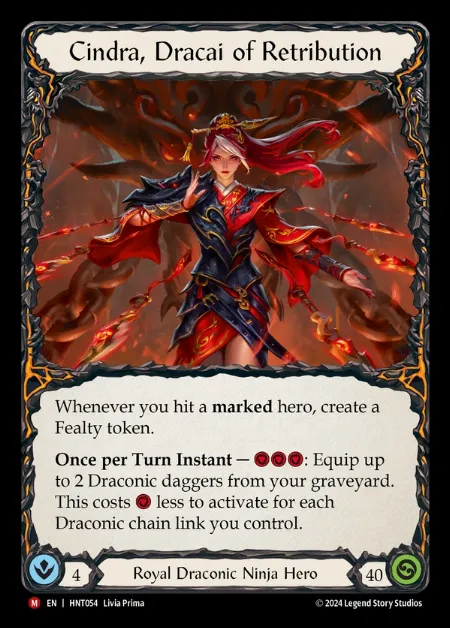 Cindra, Dracai of Retribution
Whenever you hit a marked hero, create a
Fealty token.
Once per Turn Instant — : Equip up
to 2 Draconic daggers from your graveyard.
This costs less to activate for each
Draconic chain link you control.
4 Royal Draconic Ninja Hero 40
M EN | HNT054 Livia Prima © 2024 Legend Story Studios